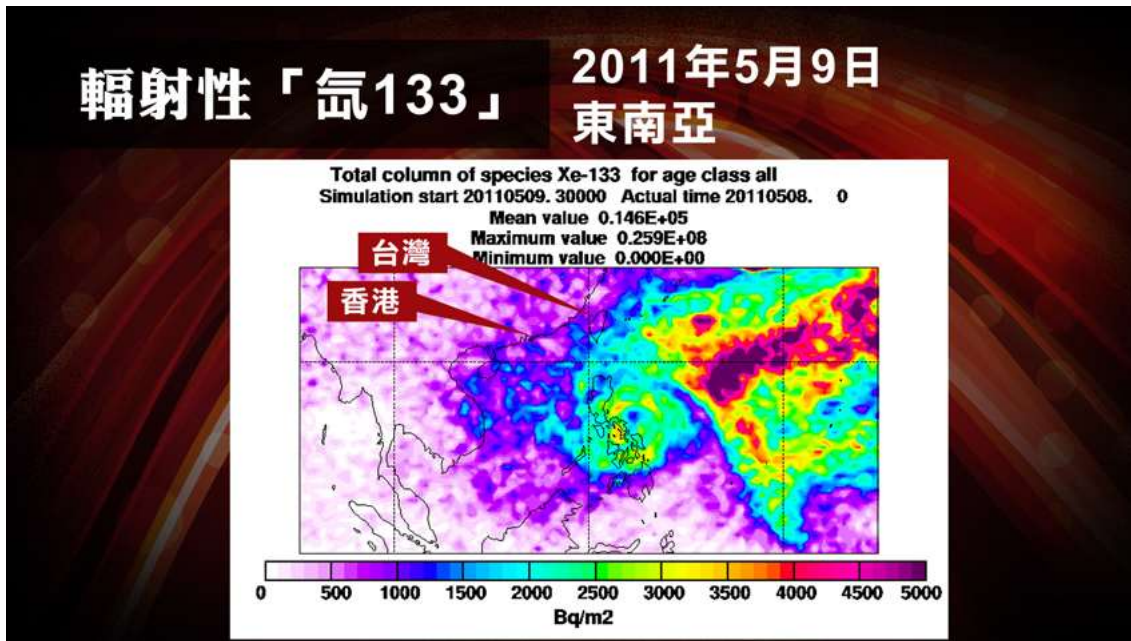 輻射性「氙133」
2011年5月9日
東南亞
Total column of species Xe-133 for age class all
Simulation start 20110509. 30000 Actual time 20110508. 0
Mean value 0.146E+05
Maximum value 0.259E+08
Minimum value 0.000E+00
台灣
香港
0 500 1000 1500 2000 2500 3000 3500 4000 4500 5000
Bq/m2